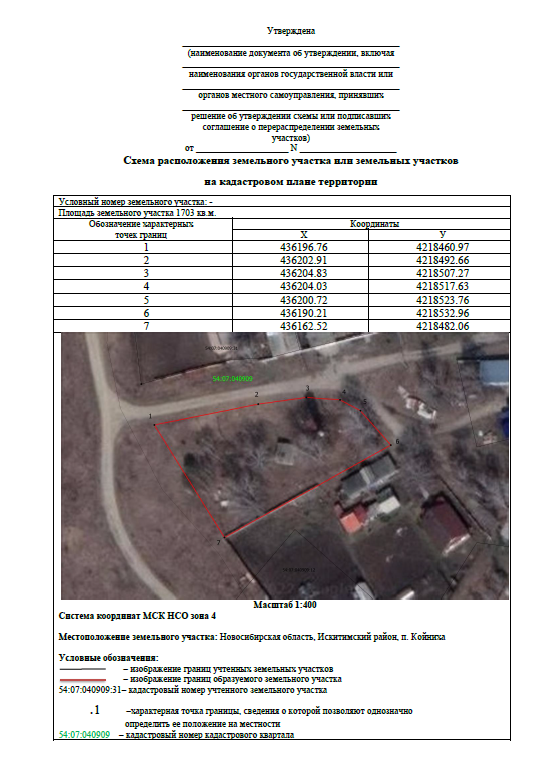 Утверждена
(наименование документа об утверждении, включая
наименования органов государственной власти или
органов местного самоуправления, принявших
решение об утверждении схемы или подписавших
соглашение о перераспределении земельных
участков)
от ____________________ N ____________________
Схема расположения земельного участка или земельных участков
на кадастровом плане территории
Условный номер земельного участка: -
Площадь земельного участка 1703 кв.м.
Обозначение характерных точек границ Координаты
X У
1 436196.76 4218460.97
2 436202.91 4218492.66
3 436204.83 4218507.27
4 436204.03 4218517.63
5 436200.72 4218523.76
6 436190.21 4218532.96
7 436162.52 4218482.06
54:07:040909
1
2
3
4
5
6
7
Масштаб 1:400
Система координат МСК НСО зона 4
Местоположение земельного участка: Новосибирская область, Искитимский район, п. Койниха
Условные обозначения:
– изображение границ учтенных земельных участков
– изображение границ образуемого земельного участка
54:07:040909:31– кадастровый номер учтенного земельного участка
.1 –характерная точка границы, сведения о которой позволяют однозначно
определить ее положение на местности
54:07:040909 – кадастровый номер кадастрового квартала